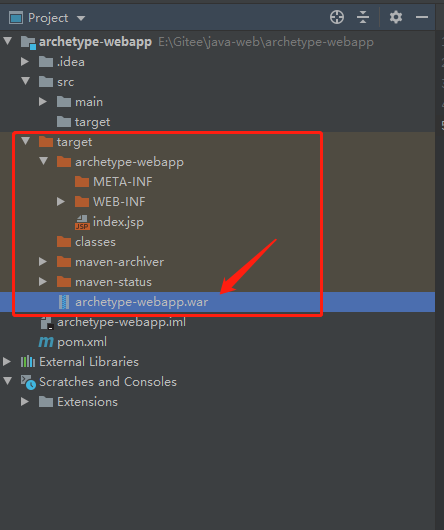 Project
archetype-webapp E:\Gitee\java-web\archetype-webapp
.idea
src
main
target
target
archetype-webapp
META-INF
WEB-INF
index.jsp
classes
maven-archiver
maven-status
archetype-webapp.war
archetype-webapp.iml
pom.xml
External Libraries
Scratches and Consoles
Extensions